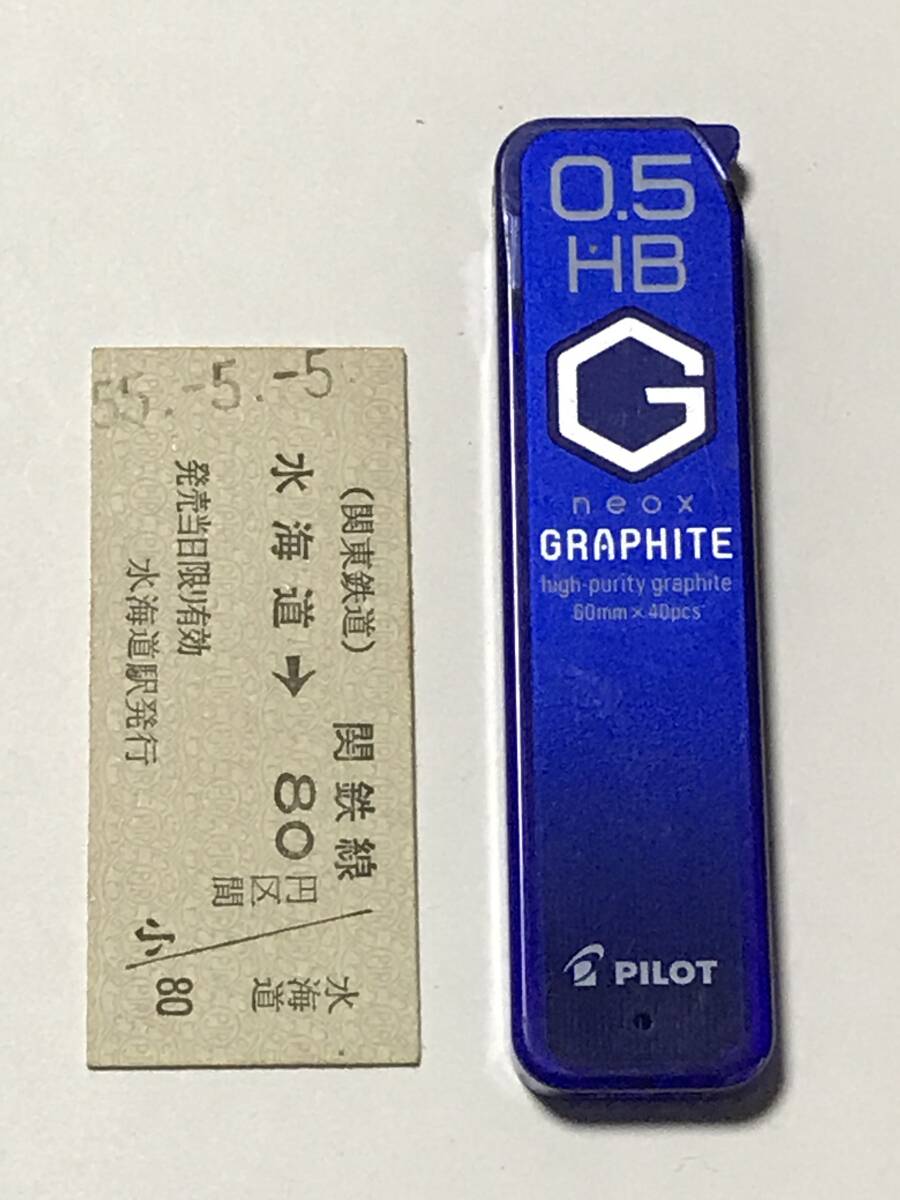 55.-5.-5
(関東鉄道) 関鉄線
水海道→ 80円区間
発売当日限り有効
水海道駅発行
小
水海道
80
0.5
HB
G
neox
GRAPHITE
high-purity graphite
60mm×40pcs
PILOT